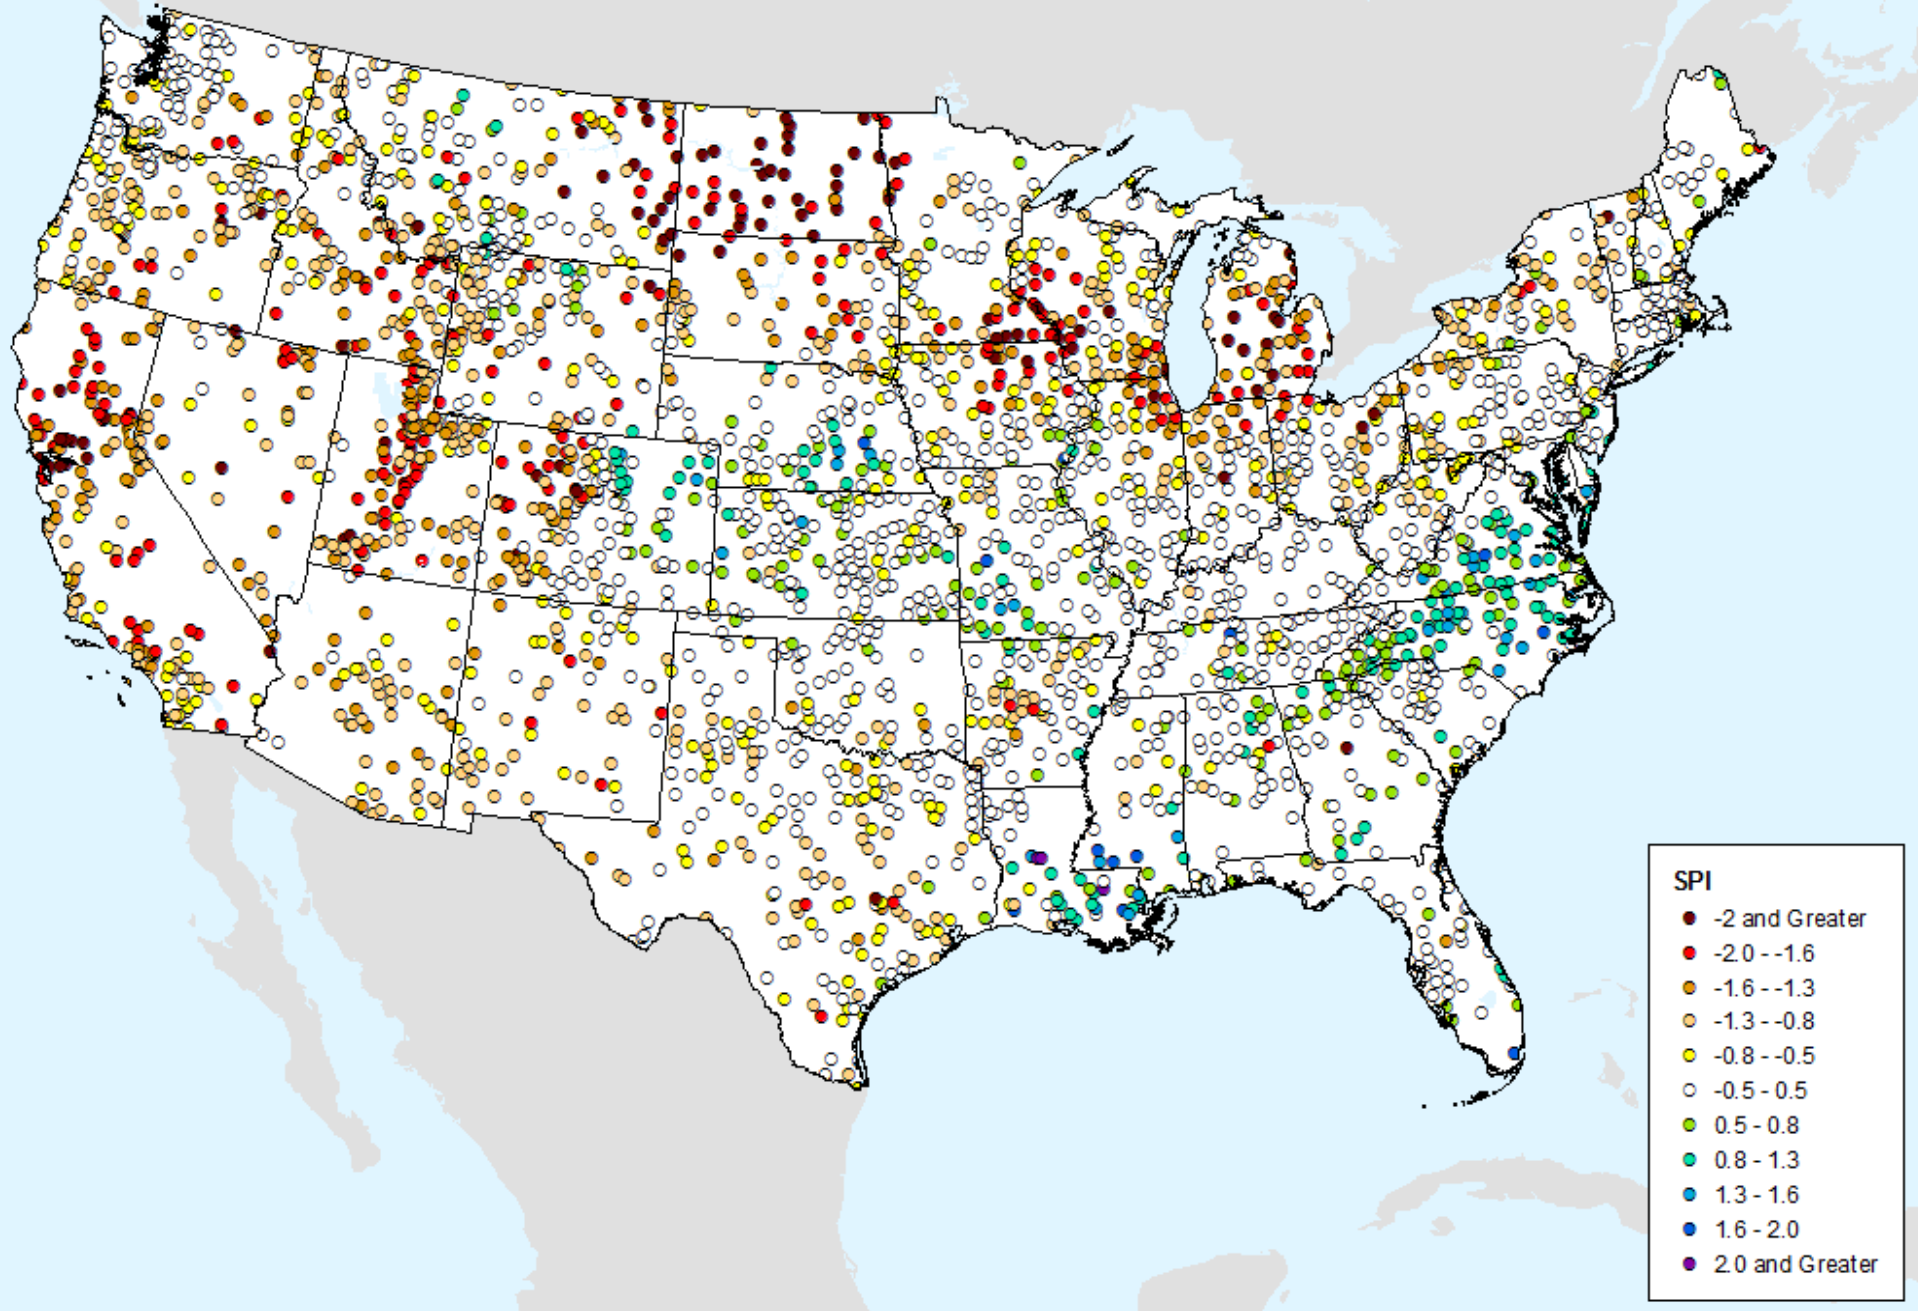 SPI
-2 and Greater
-2.0 - -1.6
-1.6 - -1.3
-1.3 - -0.8
-0.8 - -0.5
-0.5 - 0.5
0.5 - 0.8
0.8 - 1.3
1.3 - 1.6
1.6 - 2.0
2.0 and Greater